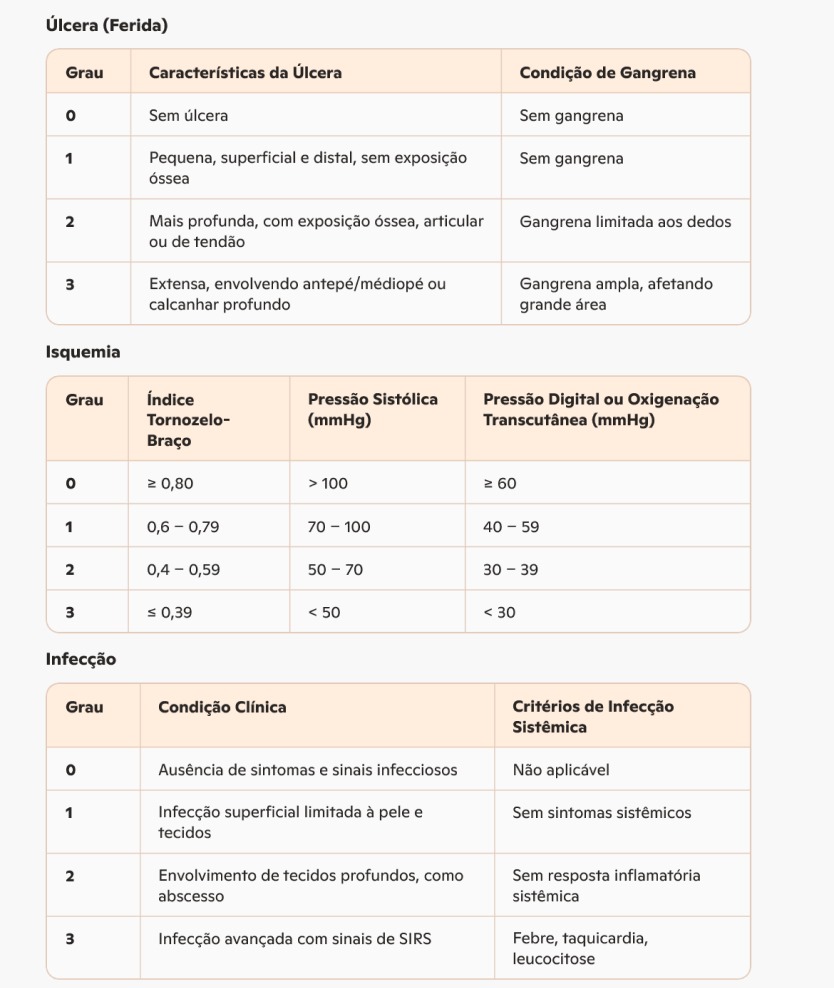 Úlcera (Ferida)
Grau Características da Úlcera Condição de Gangrena
0 Sem úlcera Sem gangrena
1 Pequena, superficial e distal, sem exposição Sem gangrena
óssea
2 Mais profunda, com exposição óssea, articular Gangrena limitada aos dedos
ou de tendão
3 Extensa, envolvendo antepé/médiopé ou Gangrena ampla, afetando
calcanhar profundo grande área
Isquemia
Grau Índice Pressão Sistólica Pressão Digital ou Oxigenação
Tornozelo- (mmHg) Transcutânea (mmHg)
Braço
0 ≥ 0,80 > 100 ≥ 60
1 0,6 – 0,79 70 – 100 40 – 59
2 0,4 – 0,59 50 – 70 30 – 39
3 ≤ 0,39 < 50 < 30
Infecção
Grau Condição Clínica Critérios de Infecção
Sistêmica
0 Ausência de sintomas e sinais infecciosos Não aplicável
1 Infecção superficial limitada à pele e Sem sintomas sistêmicos
tecidos
2 Envolvimento de tecidos profundos, como Sem resposta inflamatória
abscesso sistêmica
3 Infecção avançada com sinais de SIRS Febre, taquicardia,
leucocitose